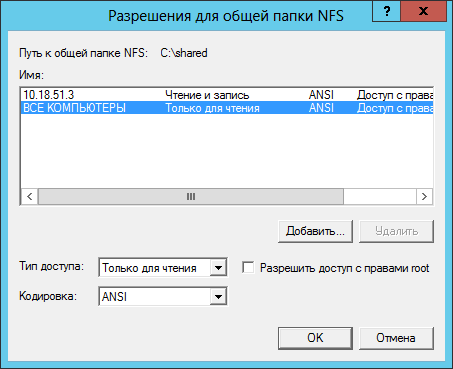 Разрешения для общей папки NFS
? x
Путь к общей папке NFS: C:\shared
Имя:
10.18.51.3 Чтение и запись ANSI Доступ с права
ВСЕ КОМПЬЮТЕРЫ Только для чтения ANSI Доступ с права
Добавить... Удалить
Тип доступа: Только для чтения Разрешить доступ с правами root
Кодировка: ANSI
OK Отмена